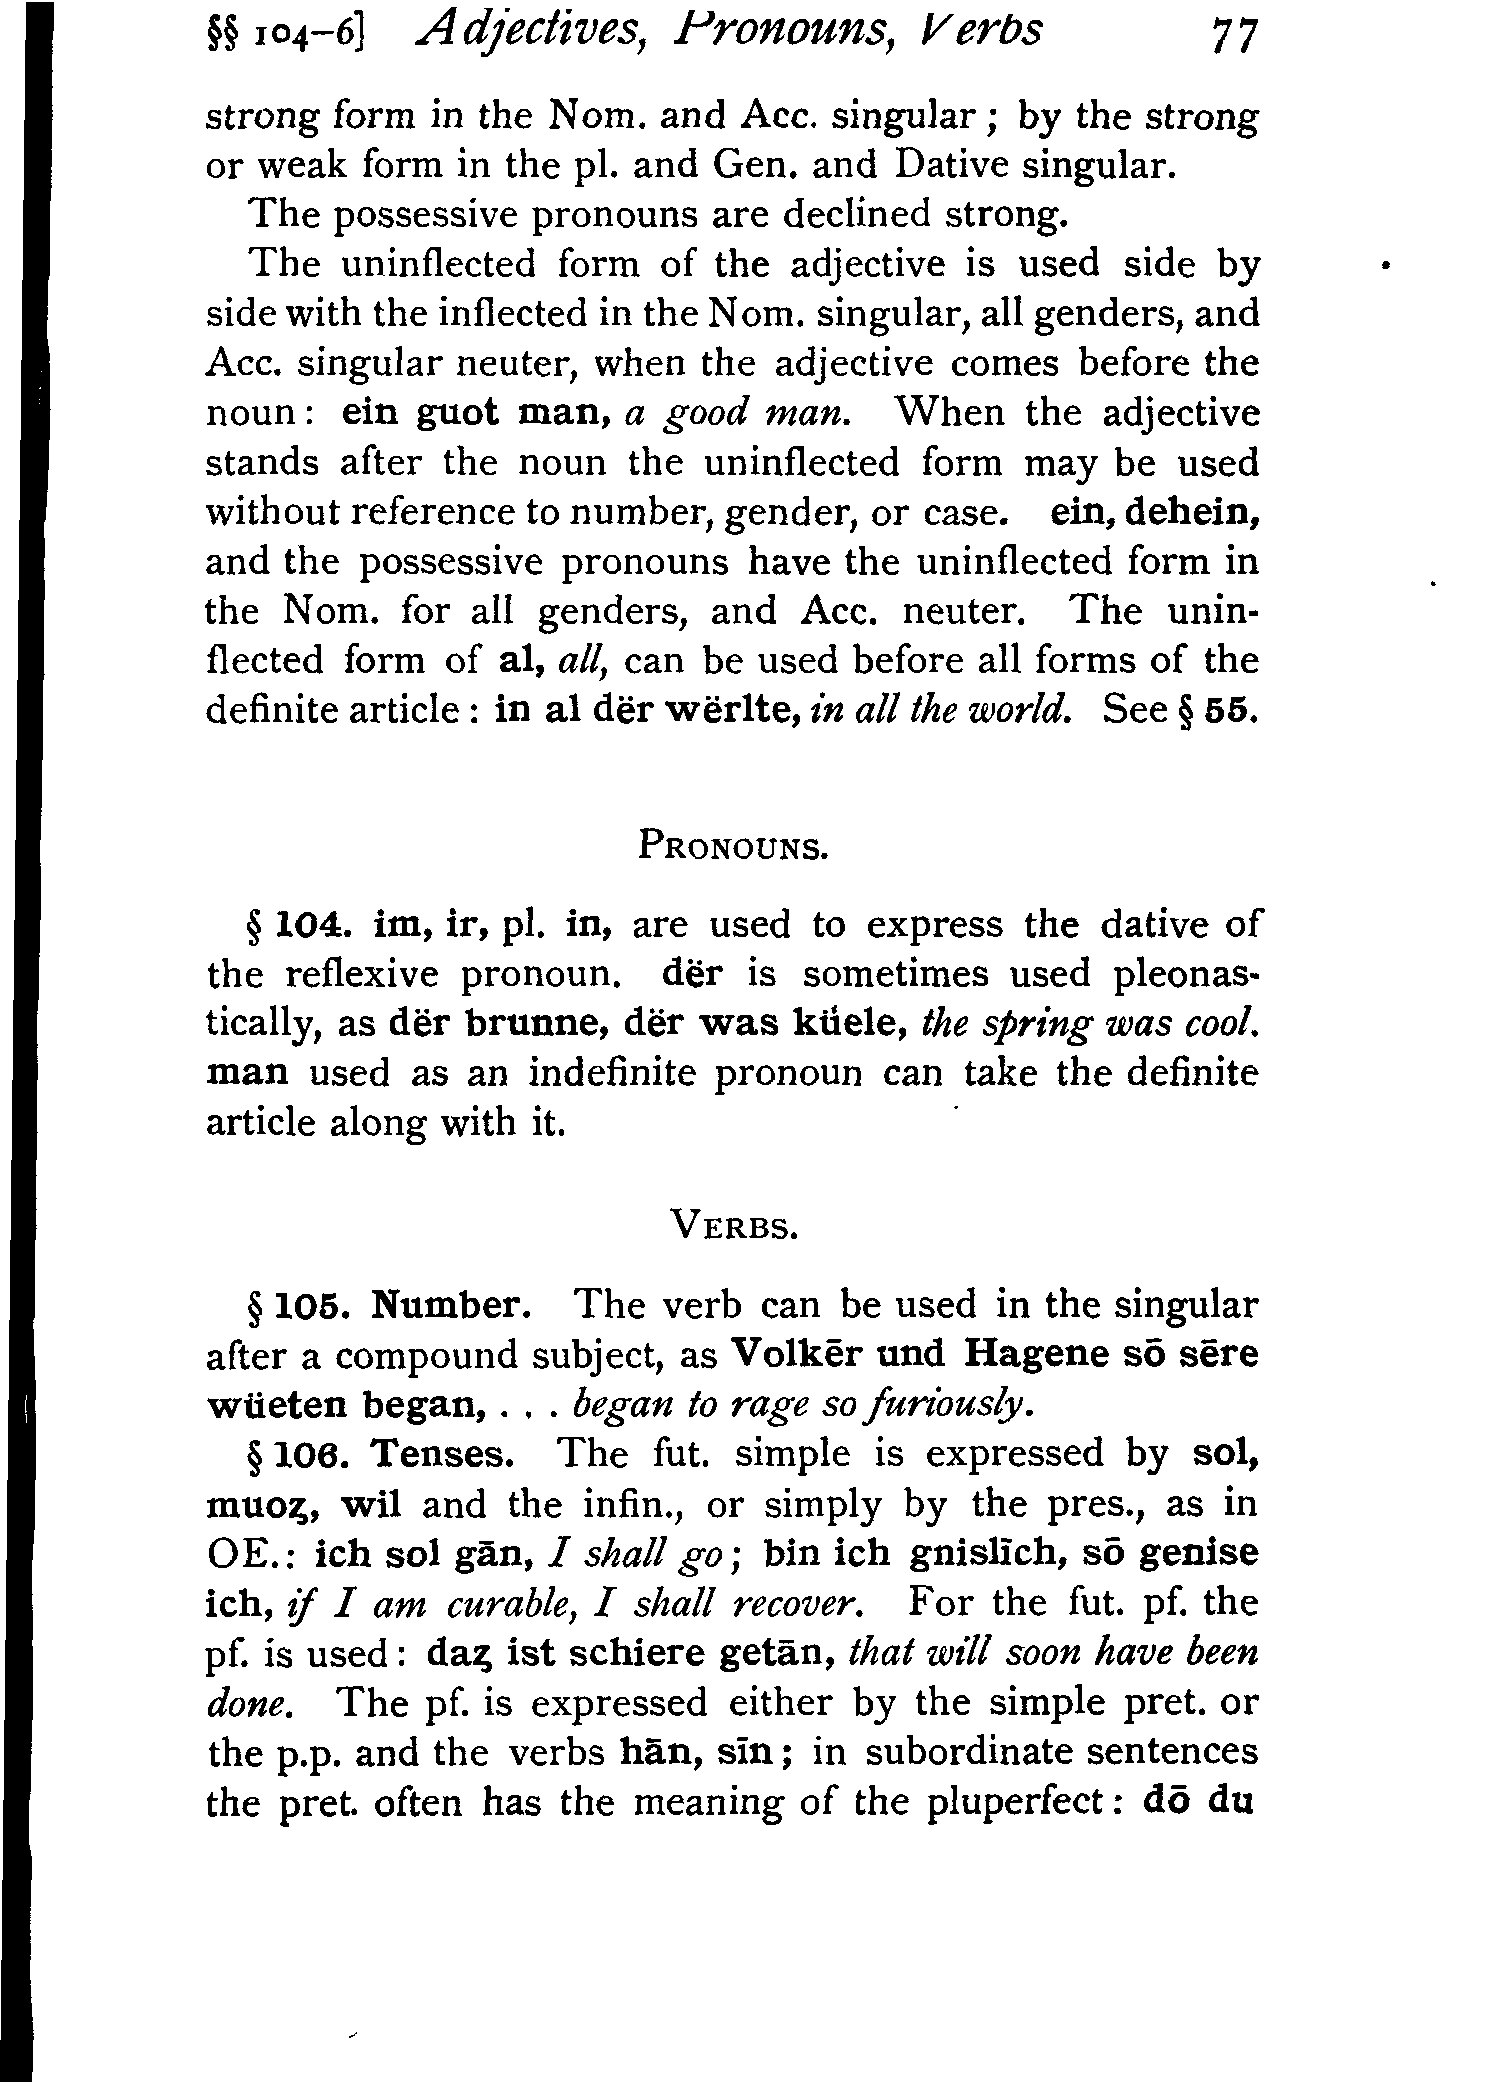 §§ 104–6] Adjectives, Pronouns, Verbs 77
strong form in the Nom. and Acc. singular; by the strong
or weak form in the pl. and Gen. and Dative singular.
The possessive pronouns are declined strong.
The uninflected form of the adjective is used side by
side with the inflected in the Nom. singular, all genders, and
Acc. singular neuter, when the adjective comes before the
noun: ein guot man, a good man. When the adjective
stands after the noun the uninflected form may be used
without reference to number, gender, or case. ein, dehein,
and the possessive pronouns have the uninflected form in
the Nom. for all genders, and Acc. neuter. The unin-
flected form of al, all, can be used before all forms of the
definite article: in al dër wërlte, in all the world. See § 55.
PRONOUNS.
§ 104. im, ir, pl. in, are used to express the dative of
the reflexive pronoun. dër is sometimes used pleonas-
tically, as dër brunne, dër was küele, the spring was cool.
man used as an indefinite pronoun can take the definite
article along with it.
VERBS.
§ 105. Number. The verb can be used in the singular
after a compound subject, as Volkēr und Hagene sō sēre
wüeten began, . . . began to rage so furiously.
§ 106. Tenses. The fut. simple is expressed by sol,
muoȥ, wil and the infin., or simply by the pres., as in
OE.: ich sol gān, I shall go; bin ich gnislīch, sō genise
ich, if I am curable, I shall recover. For the fut. pf. the
pf. is used: daȥ ist schiere getān, that will soon have been
done. The pf. is expressed either by the simple pret. or
the p.p. and the verbs hān, sīn; in subordinate sentences
the pret. often has the meaning of the pluperfect: dō du